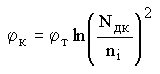 φк = φт ln(Nдк/ni)²